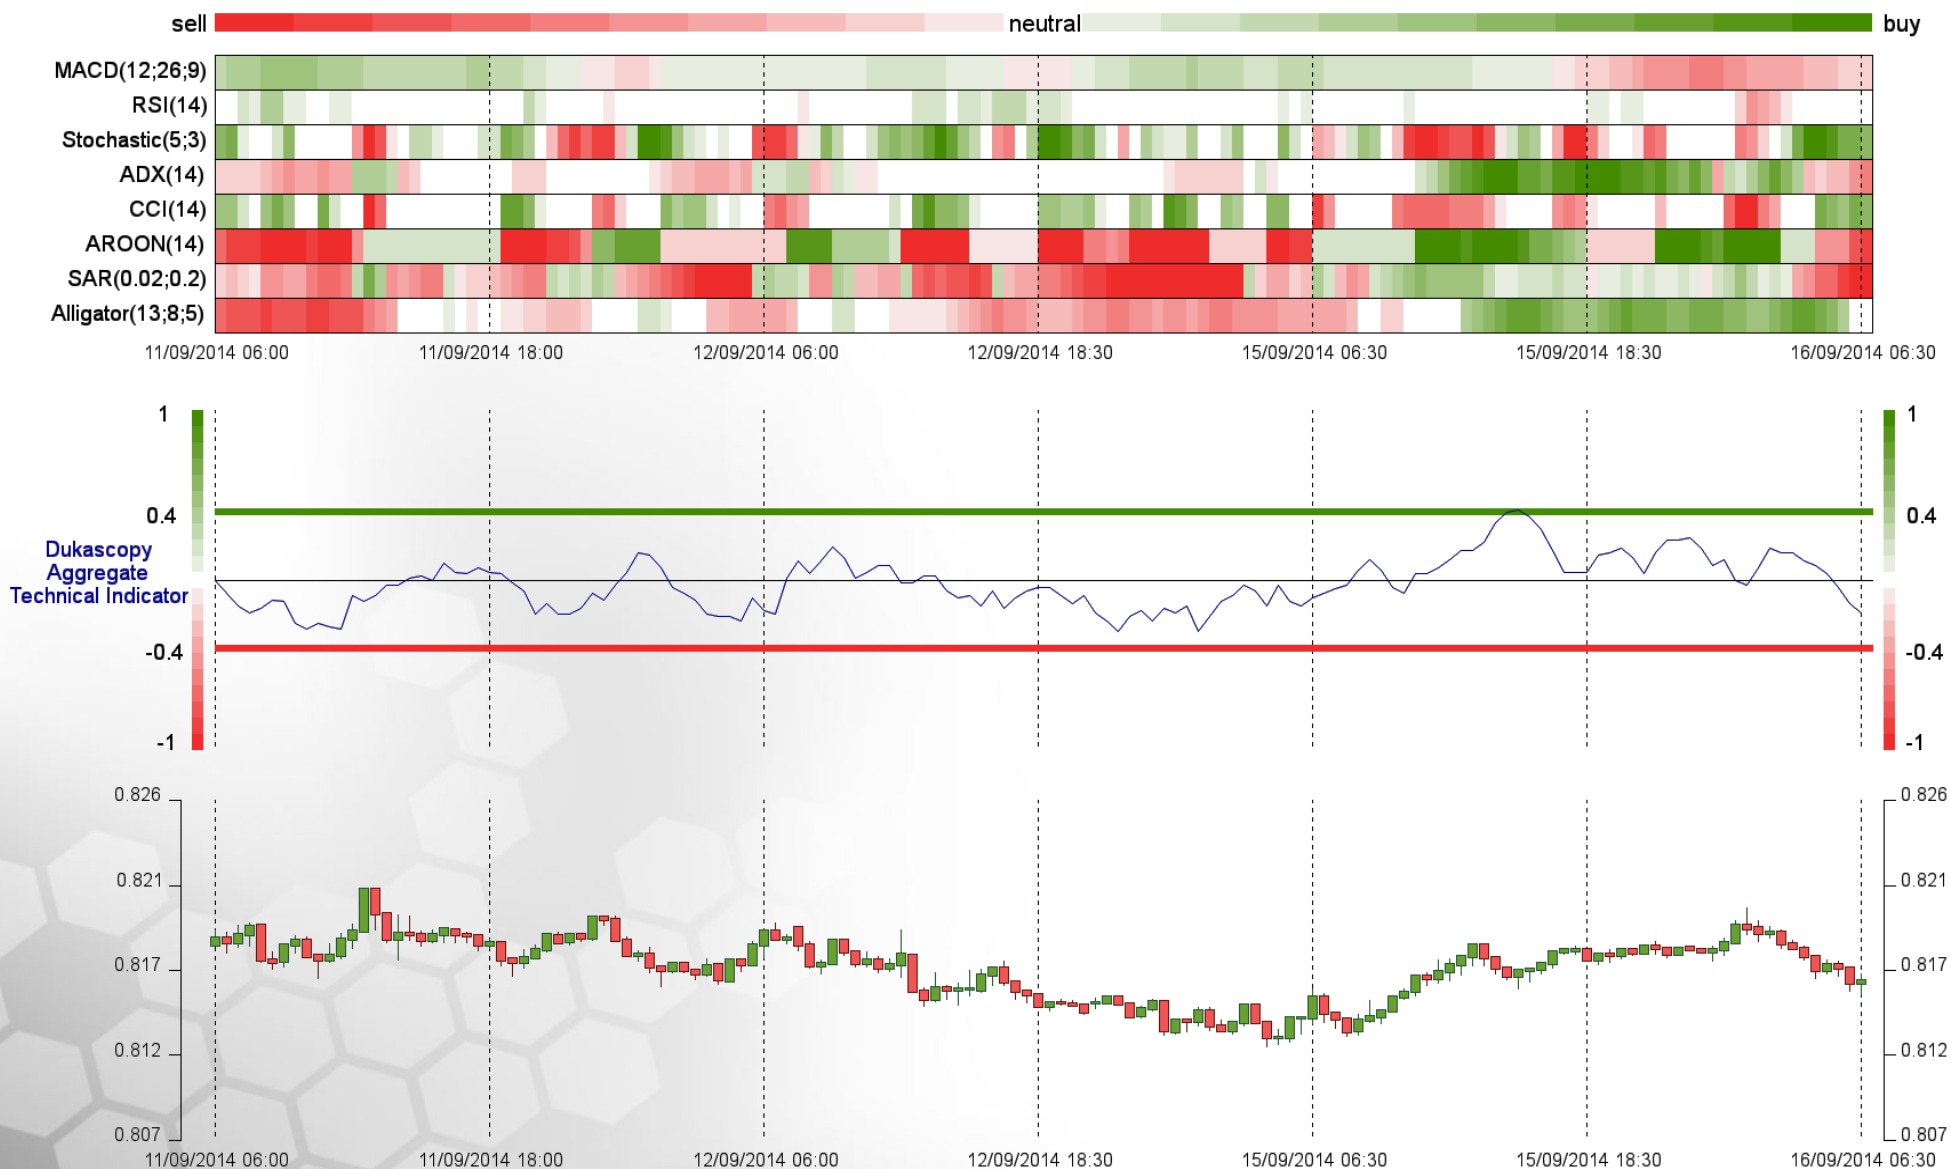 sell neutral buy
MACD(12;26;9)
RSI(14)
Stochastic(5;3)
ADX(14)
CCI(14)
AROON(14)
SAR(0.02;0.2)
Alligator(13;8;5)
11/09/2014 06:00 11/09/2014 18:00 12/09/2014 06:00 12/09/2014 18:30 15/09/2014 06:30 15/09/2014 18:30 16/09/2014 06:30
1 1
0.4 0.4
Dukascopy
Aggregate
Technical Indicator
-0.4 -0.4
-1 -1
0.826 0.826
0.821 0.821
0.817 0.817
0.812 0.812
0.807 0.807
11/09/2014 06:00 11/09/2014 18:00 12/09/2014 06:00 12/09/2014 18:30 15/09/2014 06:30 15/09/2014 18:30 16/09/2014 06:30